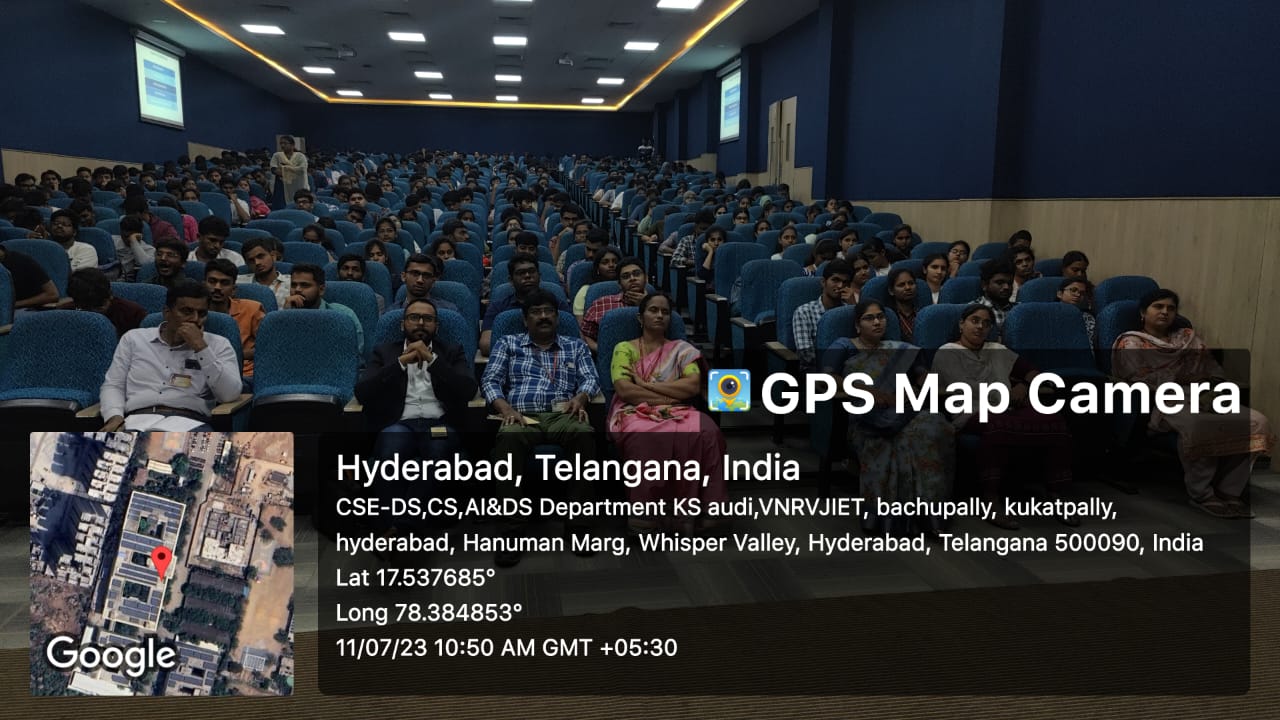 GPS Map Camera
Hyderabad, Telangana, India
CSE-DS,CS,AI&DS Department KS audi,VNRVJIET, bachupally, kukatpally,
hyderabad, Hanuman Marg, Whisper Valley, Hyderabad, Telangana 500090, India
Lat 17.537685°
Long 78.384853°
11/07/23 10:50 AM GMT +05:30
Google